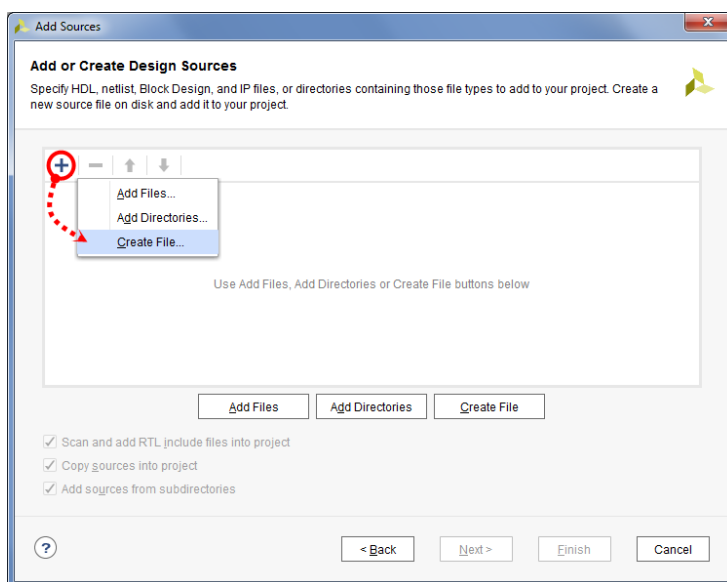 Add Sources
Add or Create Design Sources
Specify HDL, netlist, Block Design, and IP files, or directories containing those file types to add to your project. Create a
new source file on disk and add it to your project.
Add Files...
Add Directories...
Create File...
Use Add Files, Add Directories or Create File buttons below
Add Files Add Directories Create File
Scan and add RTL include files into project
Copy sources into project
Add sources from subdirectories
? < Back Next > Finish Cancel